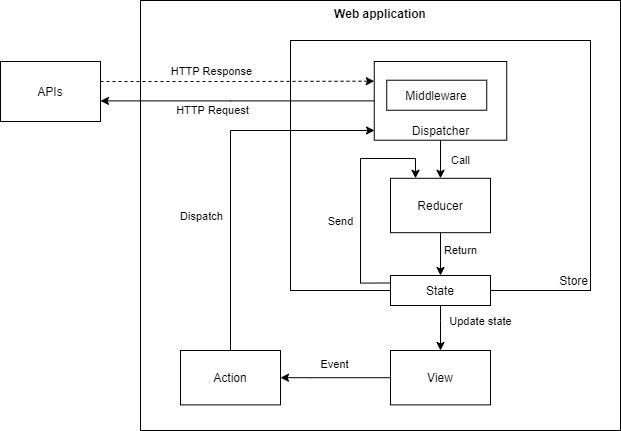 Web application
HTTP Response
APIs
Middleware
HTTP Request
Dispatcher
Call
Reducer
Dispatch
Send
Return
Store
State
Update state
Event
Action
View